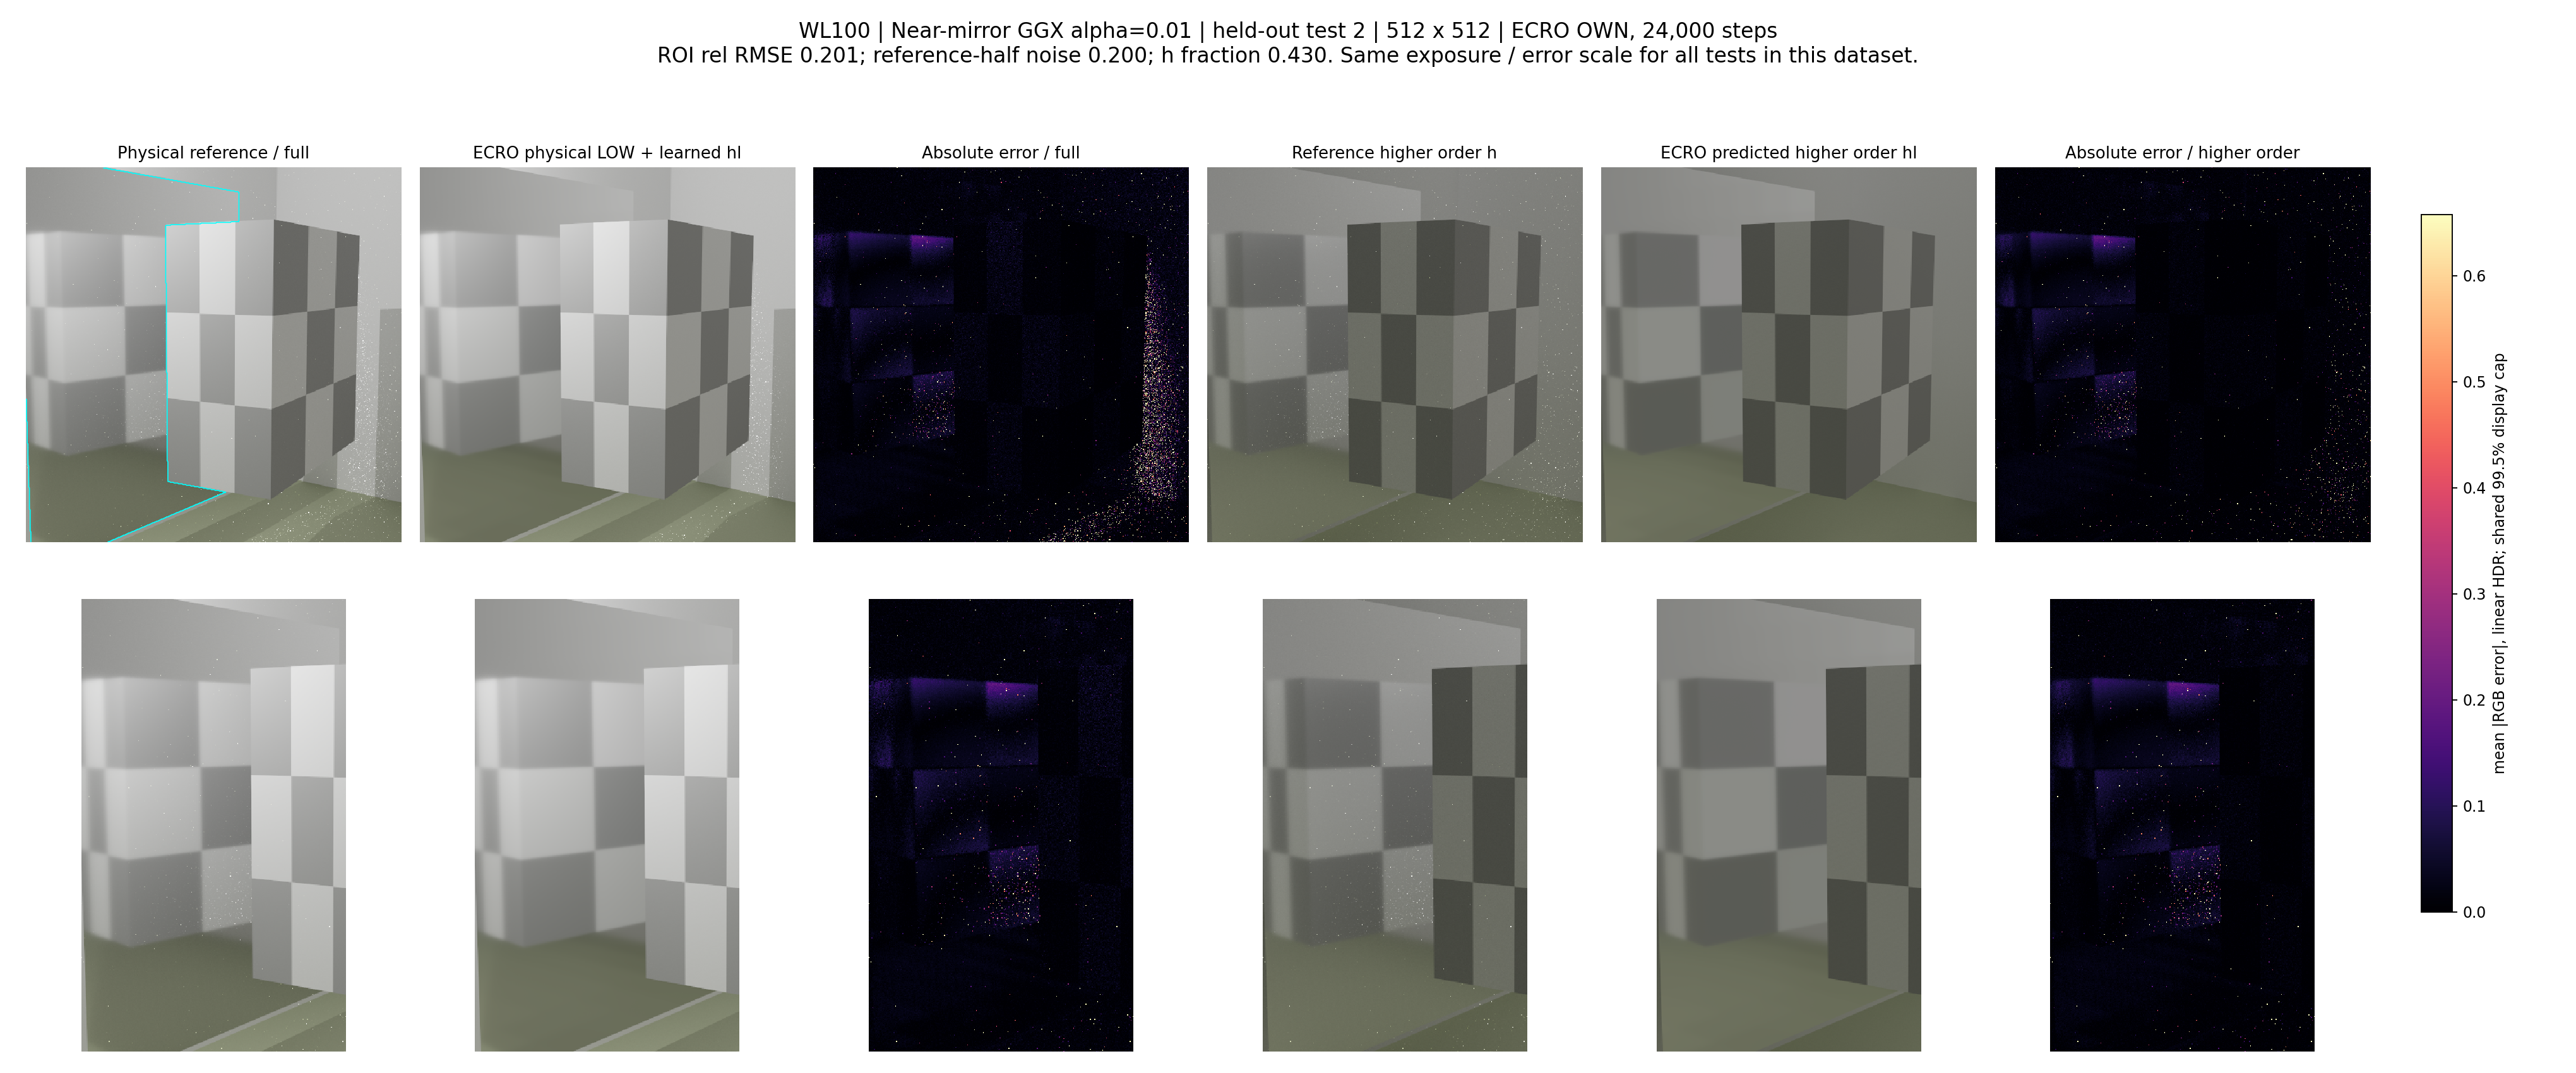 WL100 | Near-mirror GGX alpha=0.01 | held-out test 2 | 512 x 512 | ECRO OWN, 24,000 steps
ROI rel RMSE 0.201; reference-half noise 0.200; h fraction 0.430. Same exposure / error scale for all tests in this dataset.
Physical reference / full
ECRO physical LOW + learned hl
Absolute error / full
Reference higher order h
ECRO predicted higher order hl
Absolute error / higher order
0.6
0.5
0.4
0.3
0.2
0.1
0.0
mean |RGB error|, linear HDR; shared 99.5% display cap